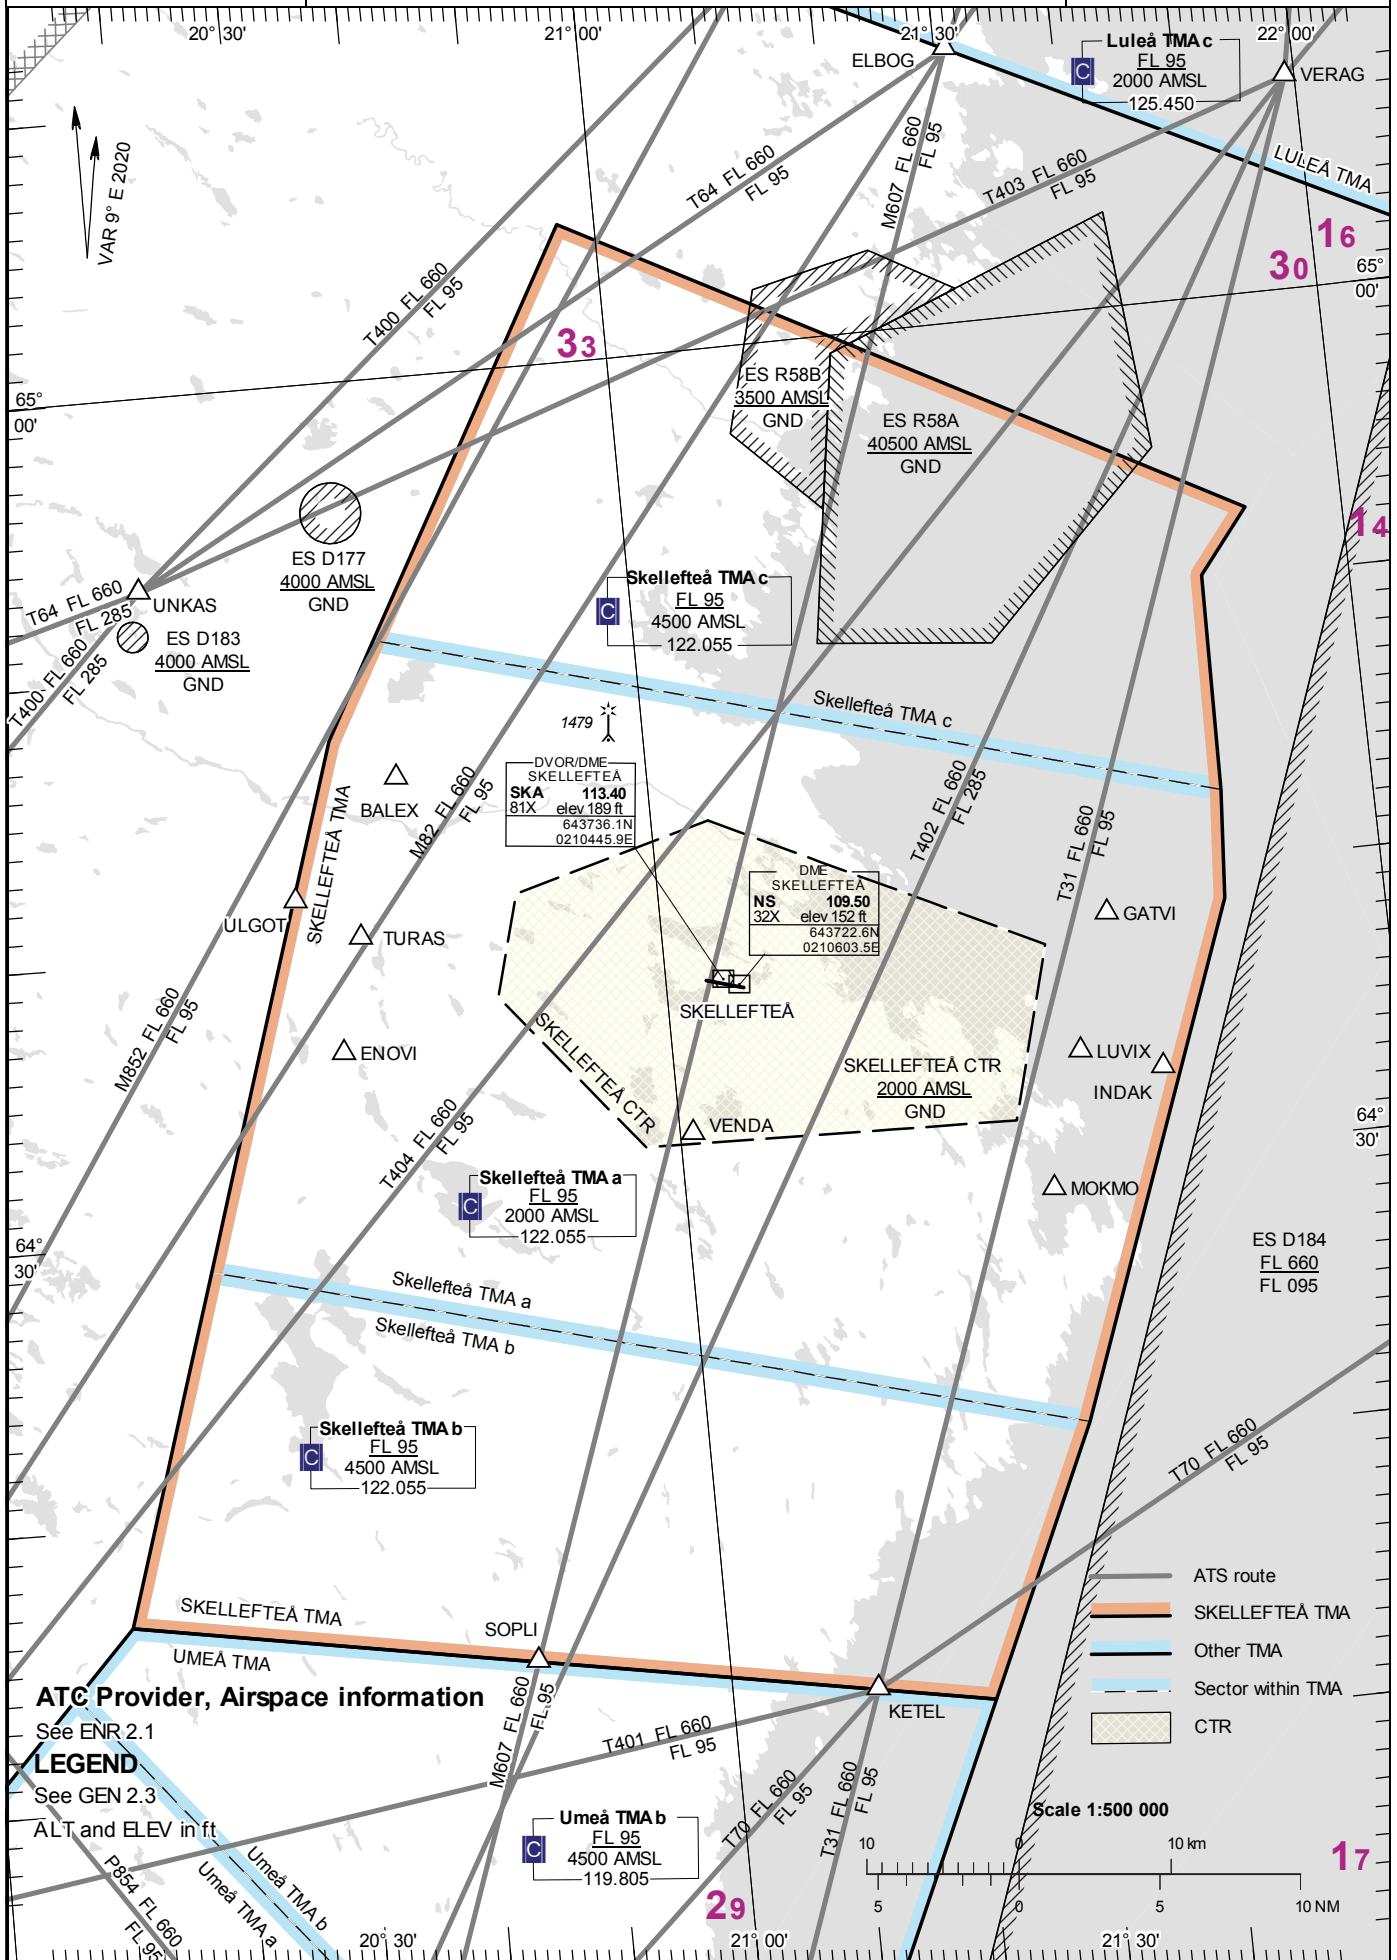 20° 30'
21° 00'
21° 30'
22° 00'
ELBOG
Luleå TMA c
C
FL 95
2000 AMSL
125.450
VERAG
VAR 9° E 2020
LULEÅ TMA
T64 FL 660
FL 95
M607 FL 660
FL 95
T403 FL 660
FL 95
16
30
65°
00'
T400 FL 660
FL 95
33
65°
00'
ES R58B
3500 AMSL
GND
ES R58A
40500 AMSL
GND
14
ES D177
4000 AMSL
GND
T64 FL 660
FL 285
UNKAS
ES D183
4000 AMSL
GND
T400 FL 660
FL 285
Skellefteå TMA c
C
FL 95
4500 AMSL
122.055
Skellefteå TMA c
1479
DVOR/DME
SKELLEFTEÅ
SKA 113.40
81X elev 189 ft
643736.1N
0210445.9E
BALEX
M82 FL 660
FL 95
T402 FL 660
FL 285
T31 FL 660
FL 95
SKELLEFTEÅ TMA
DME
SKELLEFTEÅ
NS 109.50
32X elev 152 ft
643722.6N
0210603.5E
GATVI
ULGOT
TURAS
SKELLEFTEÅ
M852 FL 660
FL 95
ENOVI
SKELLEFTEÅ CTR
SKELLEFTEÅ CTR
2000 AMSL
GND
LUVIX
INDAK
VENDA
64°
30'
T404 FL 660
FL 95
Skellefteå TMA a
C
FL 95
2000 AMSL
122.055
MOKMO
64°
30'
ES D184
FL 660
FL 095
Skellefteå TMA a
Skellefteå TMA b
Skellefteå TMA b
C
FL 95
4500 AMSL
122.055
T70 FL 660
FL 95
ATS route
SKELLEFTEÅ TMA
SKELLEFTEÅ TMA
Other TMA
SOPLI
UMEÅ TMA
Sector within TMA
ATC Provider, Airspace information
KETEL
CTR
See ENR 2.1
LEGEND
See GEN 2.3
ALT and ELEV in ft
M607 FL 660
FL 95
T401 FL 660
FL 95
T70 FL 660
FL 95
T31 FL 660
FL 95
Scale 1:500 000
Umeå TMA b
C
FL 95
4500 AMSL
119.805
10 0 10 km
5 0 5 10 NM
17
P854 FL 660
FL 95
Umeå TMA b
Umeå TMA a
29
20° 30'
21° 00'
21° 30'